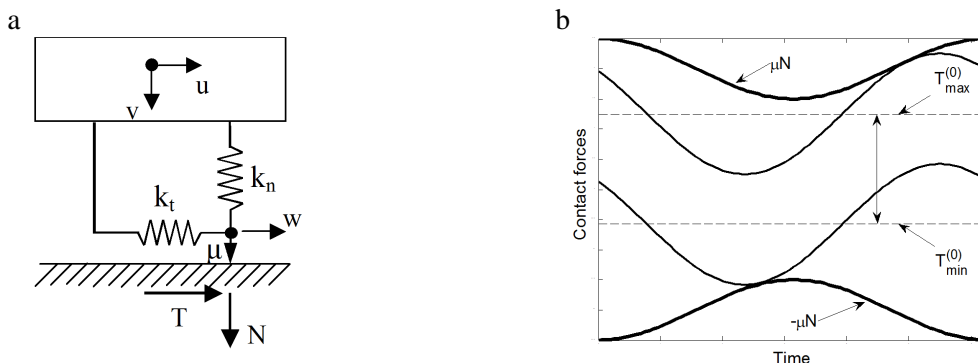 a
u
v
k_n
k_t
w
μ
T
N
b
μN
T_max^(0)
Contact forces
T_min^(0)
-μN
Time